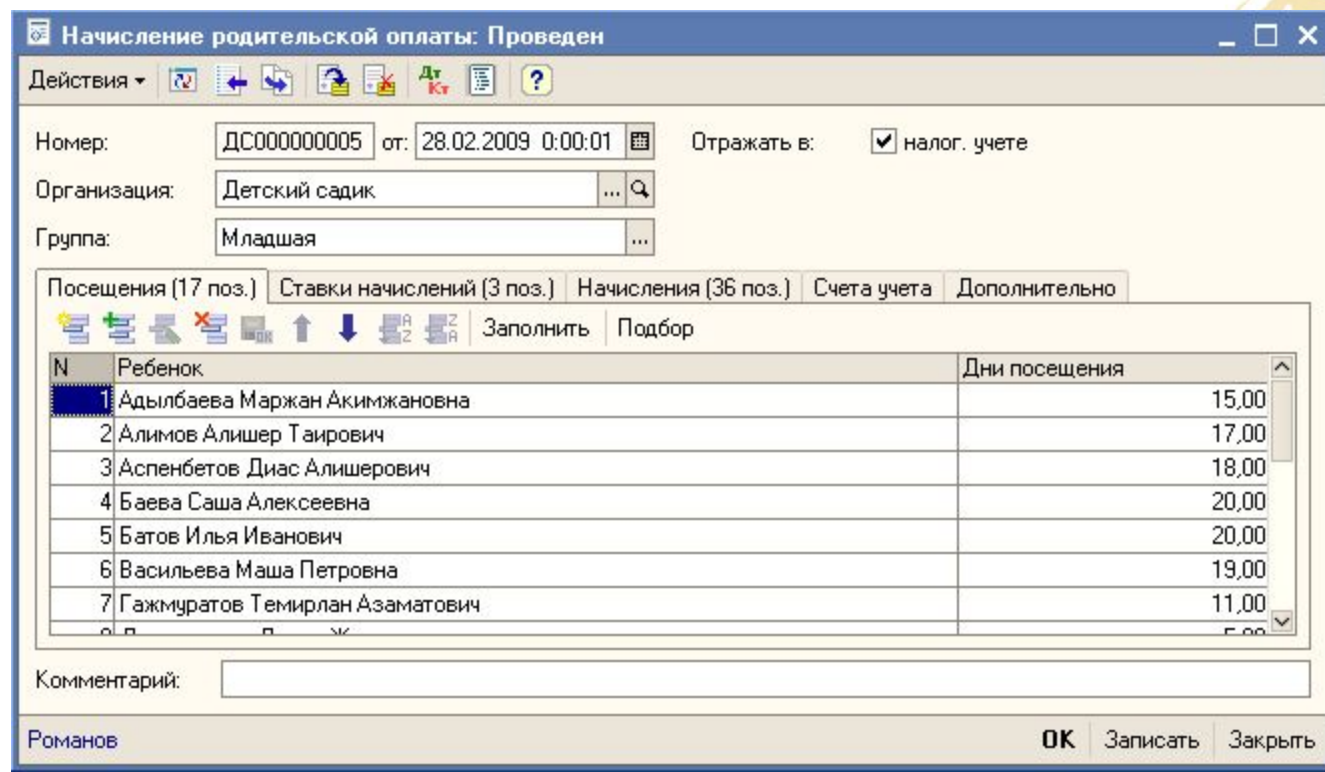 Начисление родительской оплаты: Проведен
Действия Дт Кт ?
Номер: ДС000000005 от: 28.02.2009 0:00:01 Отражать в: налог. учете
Организация: Детский садик ...
Группа: Младшая ...
Посещения (17 поз.) Ставки начислений (3 поз.) Начисления (36 поз.) Счета учета Дополнительно
Заполнить Подбор
N Ребенок Дни посещения
1 Адылбаева Маржан Акимжановна 15,00
2 Алимов Алишер Таирович 17,00
3 Аспенбетов Диас Алишерович 18,00
4 Баева Саша Алексеевна 20,00
5 Батов Илья Иванович 20,00
6 Васильева Маша Петровна 19,00
7 Гажмуратов Темирлан Азаматович 11,00
Комментарий:
Романов OK Записать Закрыть